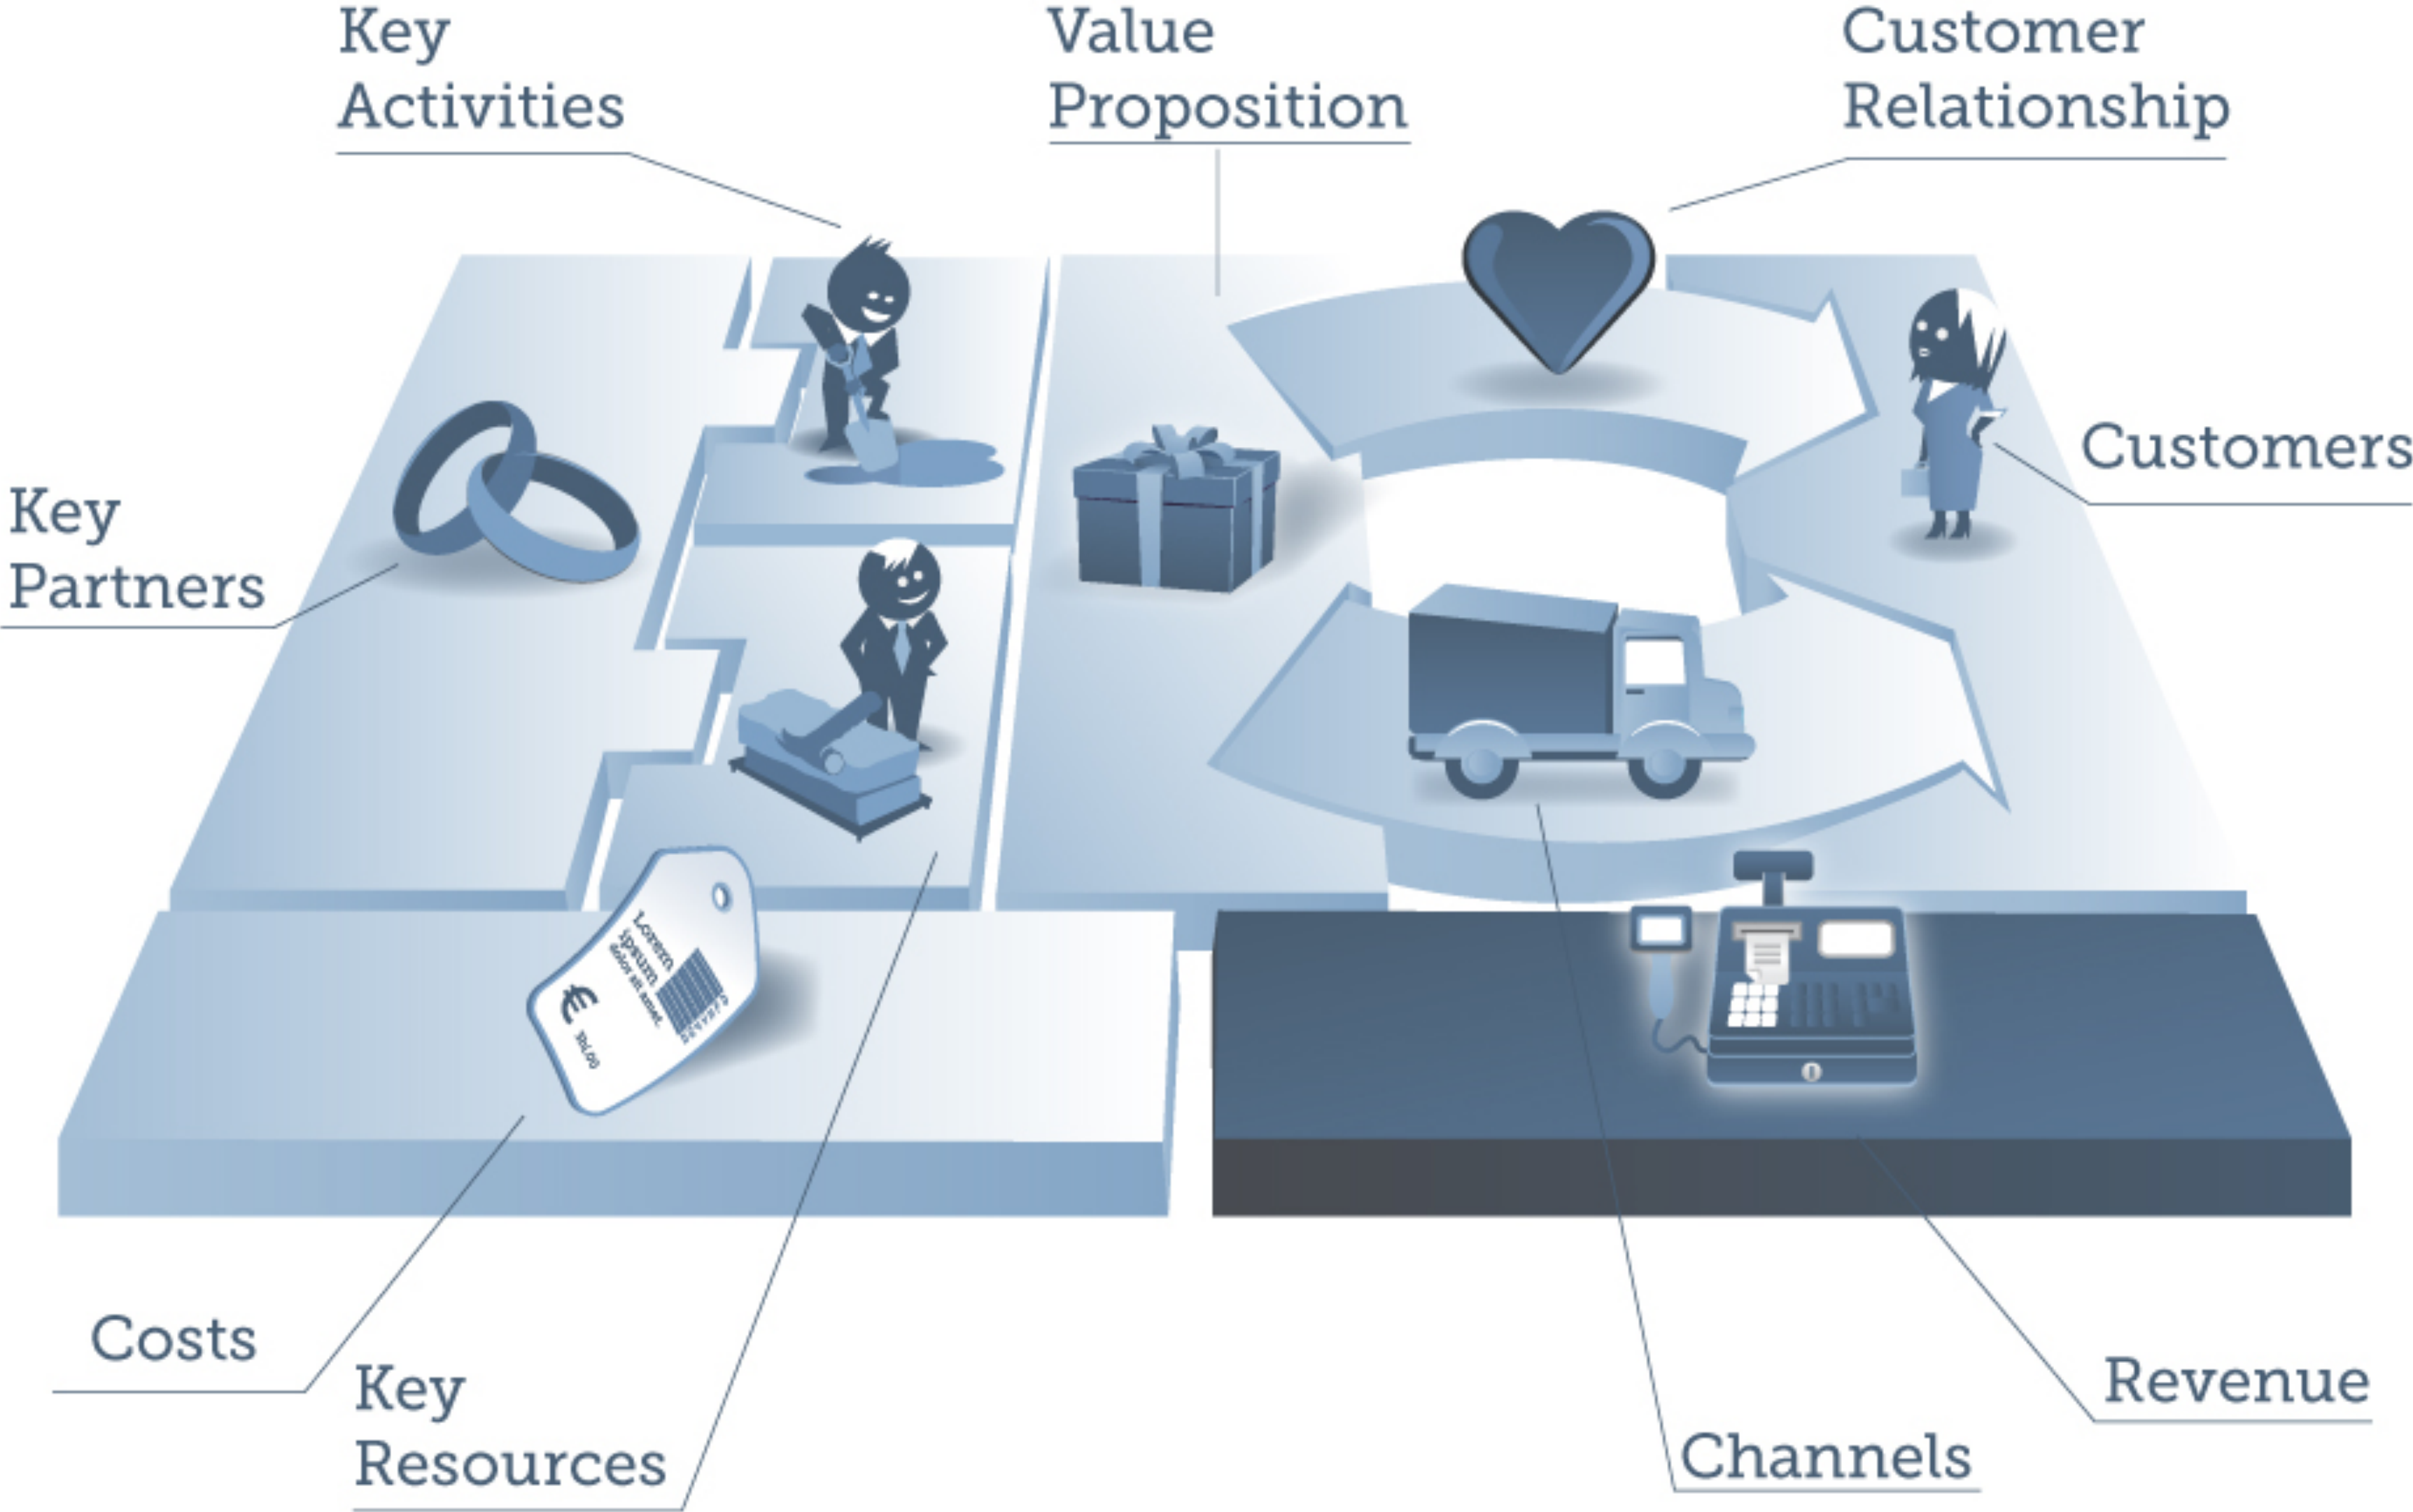 Key
Activities
Value
Proposition
Customer
Relationship
Customers
Key
Partners
Lorem
ipsum
dolor sit amet.
€
Costs
Key
Resources
Revenue
Channels